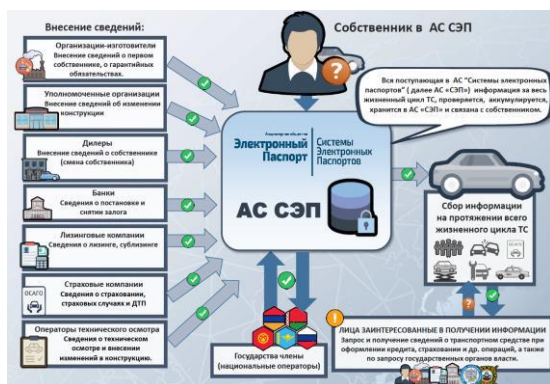 Внесение сведений:
Организации-изготовители
Внесение сведений о первом
собственнике, о гарантийных
обязательствах.
Уполномоченные организации
Внесение сведений об изменении
конструкции
Дилеры
Внесение сведений о собственнике
(смена собственника)
Банки
Сведения о постановке и
снятии залога
Лизинговые компании
Сведения о лизинге, сублизинге
ОСАГО
Страховые компании
Сведения о страховании,
страховых случаях и ДТП
Операторы технического осмотра
Сведения о техническом
осмотре и внесении
изменений в конструкцию.
Собственник в АС СЭП
Вся поступающая в АС "Системы электронных
паспортов" ( далее АС «СЭП») информация за весь
жизненный цикл ТС, проверяется, аккумулируется,
хранится в АС «СЭП» и связана с собственником.
Акционерное общество
Электронный
Паспорт
Системы
Электронных
Паспортов
АС СЭП
Государства члены
(национальные операторы)
Сбор информации
на протяжении всего
жизненного цикла ТС
ОСАГО
ЛИЦА ЗАИНТЕРЕСОВАННЫЕ В ПОЛУЧЕНИИ ИНФОРМАЦИИ
Запрос и получение сведений о транспортном средстве при
оформлении кредита, страховании и др. операций, а также
по запросу государственных органов власти.